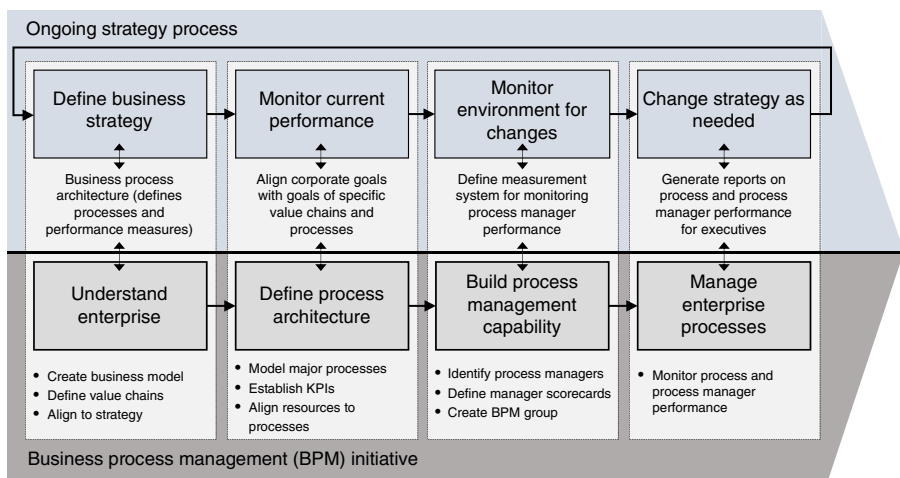 Ongoing strategy process
Define business
strategy
Monitor current
performance
Monitor
environment for
changes
Change strategy as
needed
Business process
architecture (defines
processes and
performance measures)
Align corporate goals
with goals of specific
value chains and
processes
Define measurement
system for monitoring
process manager
performance
Generate reports on
process and process
manager performance
for executives
Understand
enterprise
Define process
architecture
Build process
management
capability
Manage
enterprise
processes
• Create business model
• Define value chains
• Align to strategy
• Model major processes
• Establish KPIs
• Align resources to
processes
• Identify process managers
• Define manager scorecards
• Create BPM group
• Monitor process and
process manager
performance
Business process management (BPM) initiative